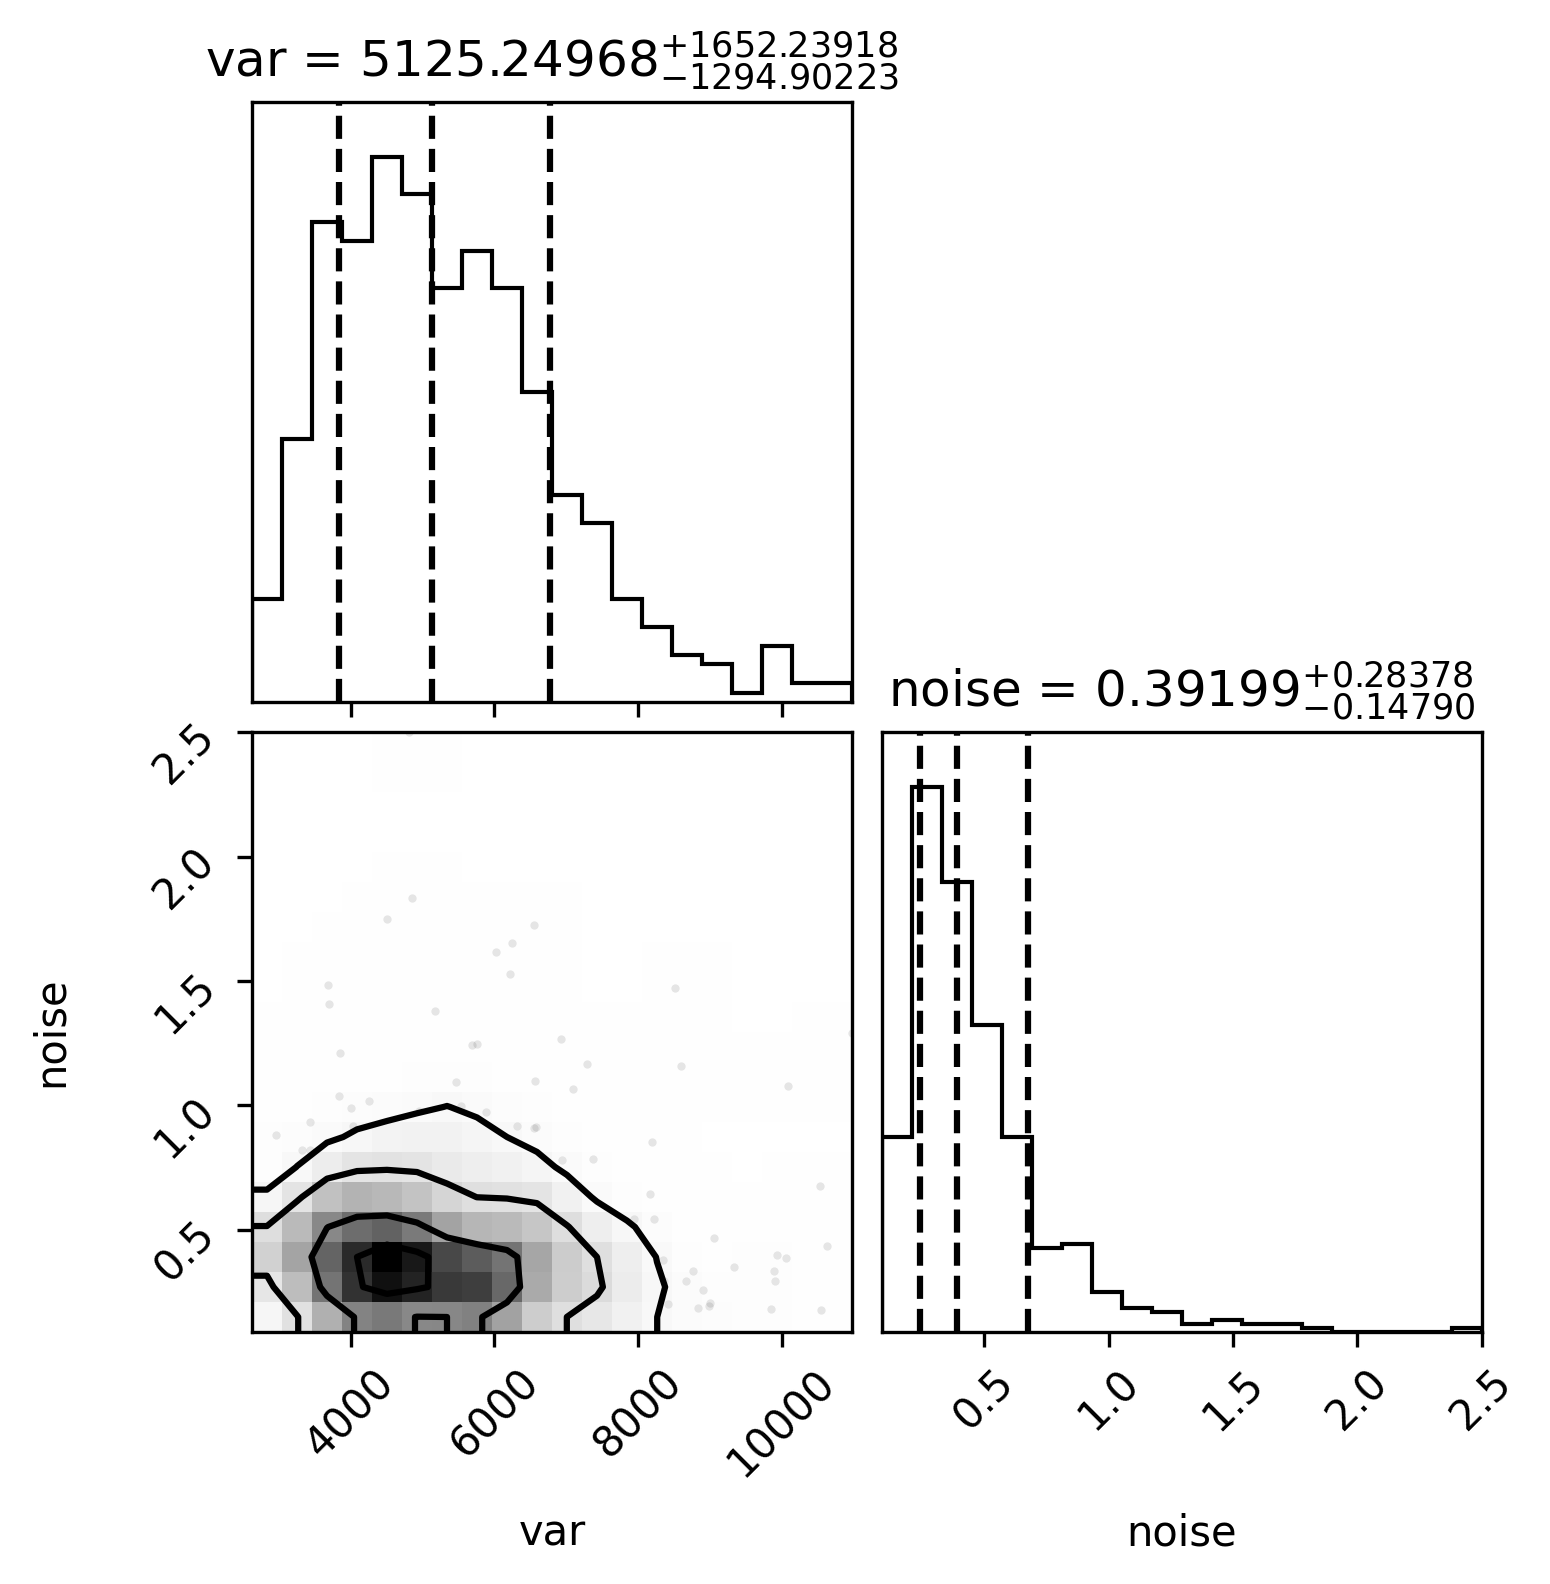 var = 5125.24968+1652.23918−1294.90223
noise = 0.39199+0.28378−0.14790
2.5
2.0
1.5
1.0
0.5
noise
4000 6000 8000 10000
0.5 1.0 1.5 2.0 2.5
var
noise